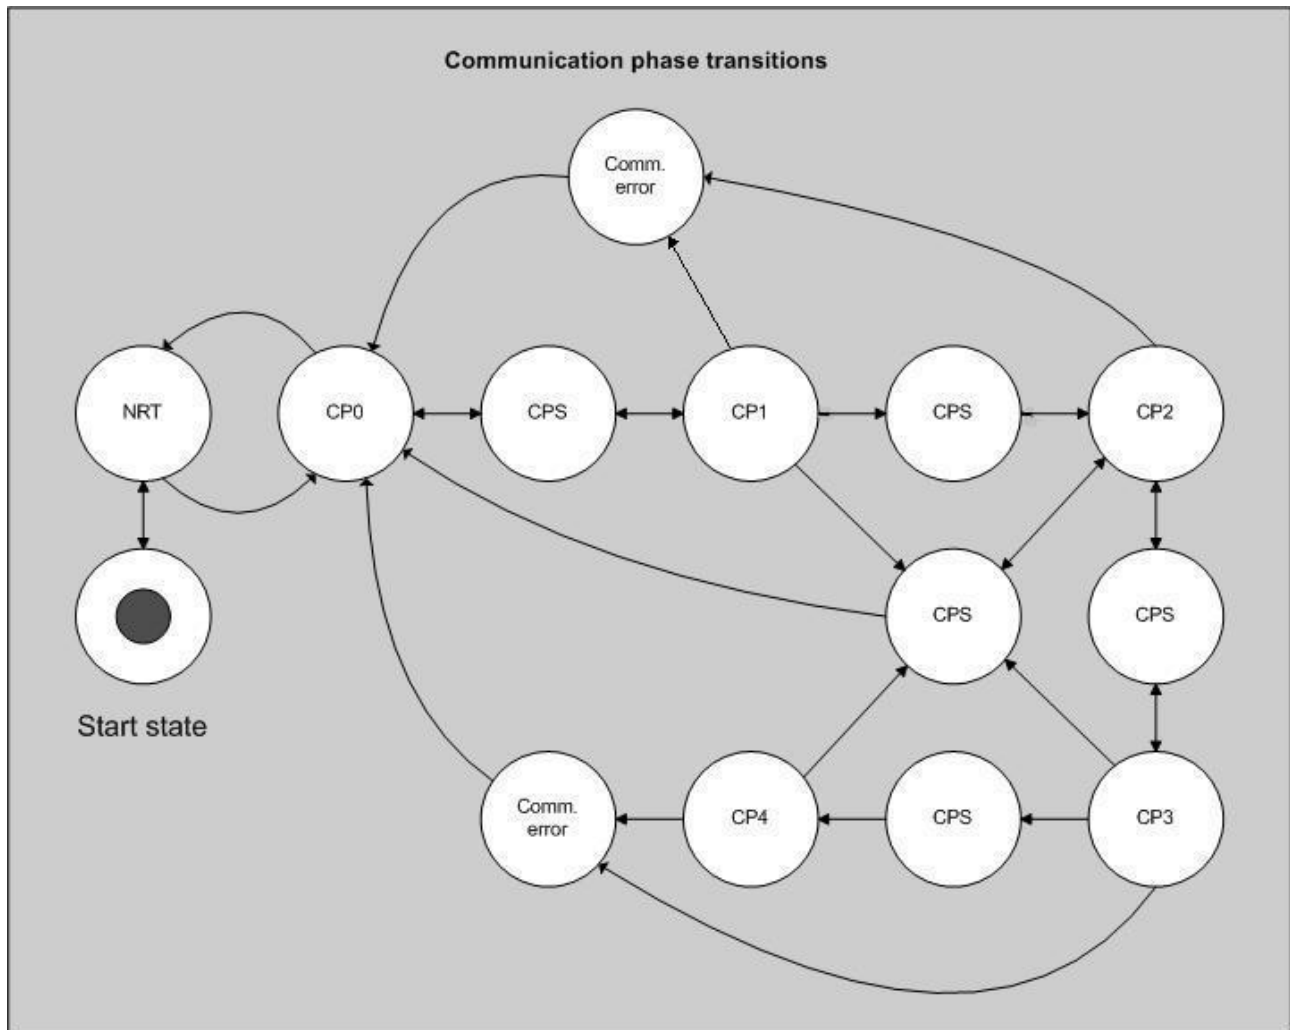 Communication phase transitions
Comm.
error
NRT
CP0
CPS
CP1
CPS
CP2
CPS
CPS
Start state
Comm.
error
CP4
CPS
CP3